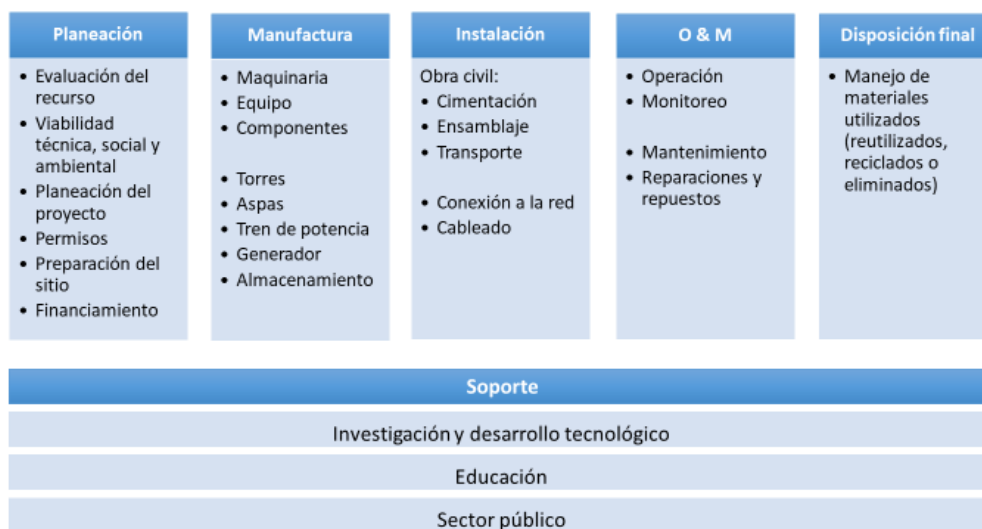 Planeación
• Evaluación del
recurso
• Viabilidad
técnica, social y
ambiental
• Planeación del
proyecto
• Permisos
• Preparación del
sitio
• Financiamiento
Manufactura
• Maquinaria
• Equipo
• Componentes
• Torres
• Aspas
• Tren de potencia
• Generador
• Almacenamiento
Instalación
Obra civil:
• Cimentación
• Ensamblaje
• Transporte
• Conexión a la red
• Cableado
O & M
• Operación
• Monitoreo
• Mantenimiento
• Reparaciones y
repuestos
Disposición final
• Manejo de
materiales
utilizados
(reutilizados,
reciclados o
eliminados)
Soporte
Investigación y desarrollo tecnológico
Educación
Sector público